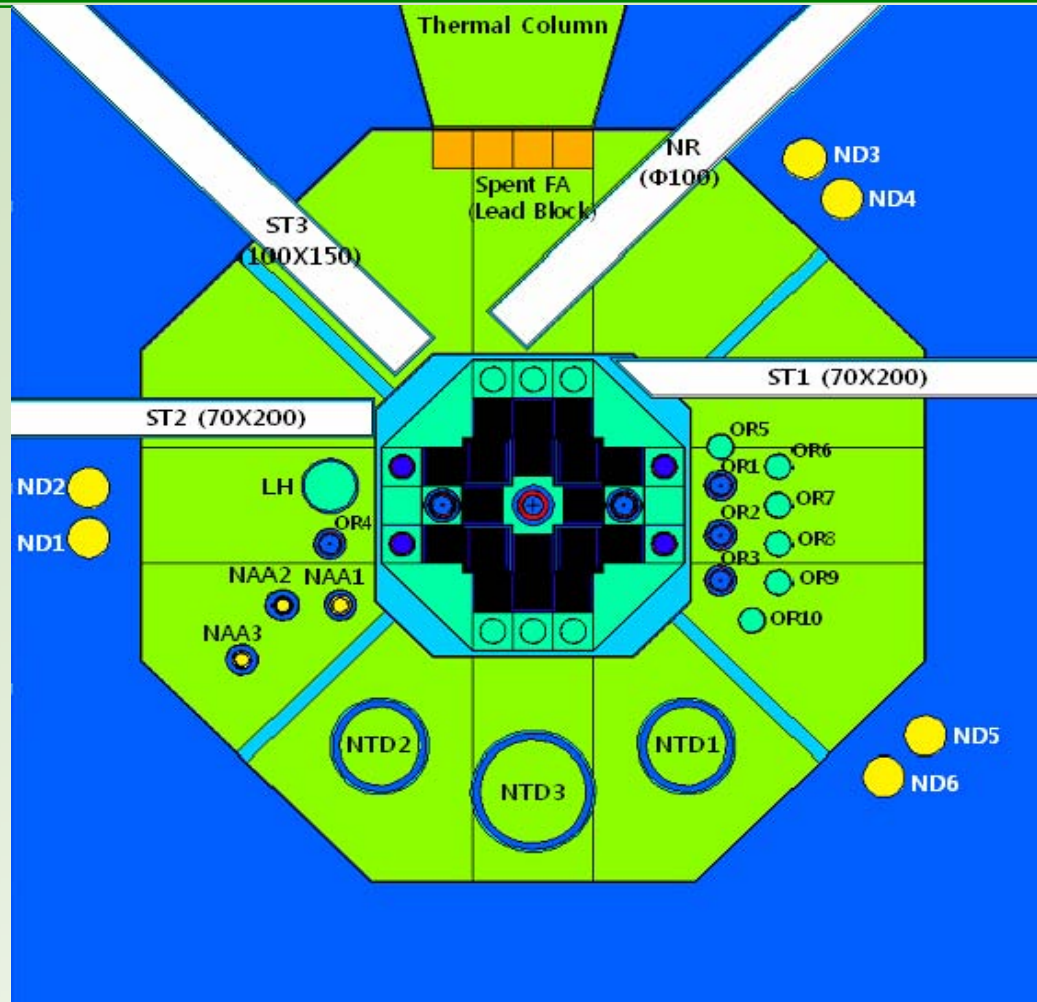 Thermal Column
NR
(Φ100)
ND3
ND4
Spent FA
(Lead Block)
ST3
(100X150)
ST1 (70X200)
ST2 (70X200)
OR5
OR6
OR1
ND2
LH
OR7
OR2
OR4
ND1
OR8
OR3
NAA2
NAA1
OR9
OR10
NAA3
NTD2
NTD1
ND5
ND6
NTD3